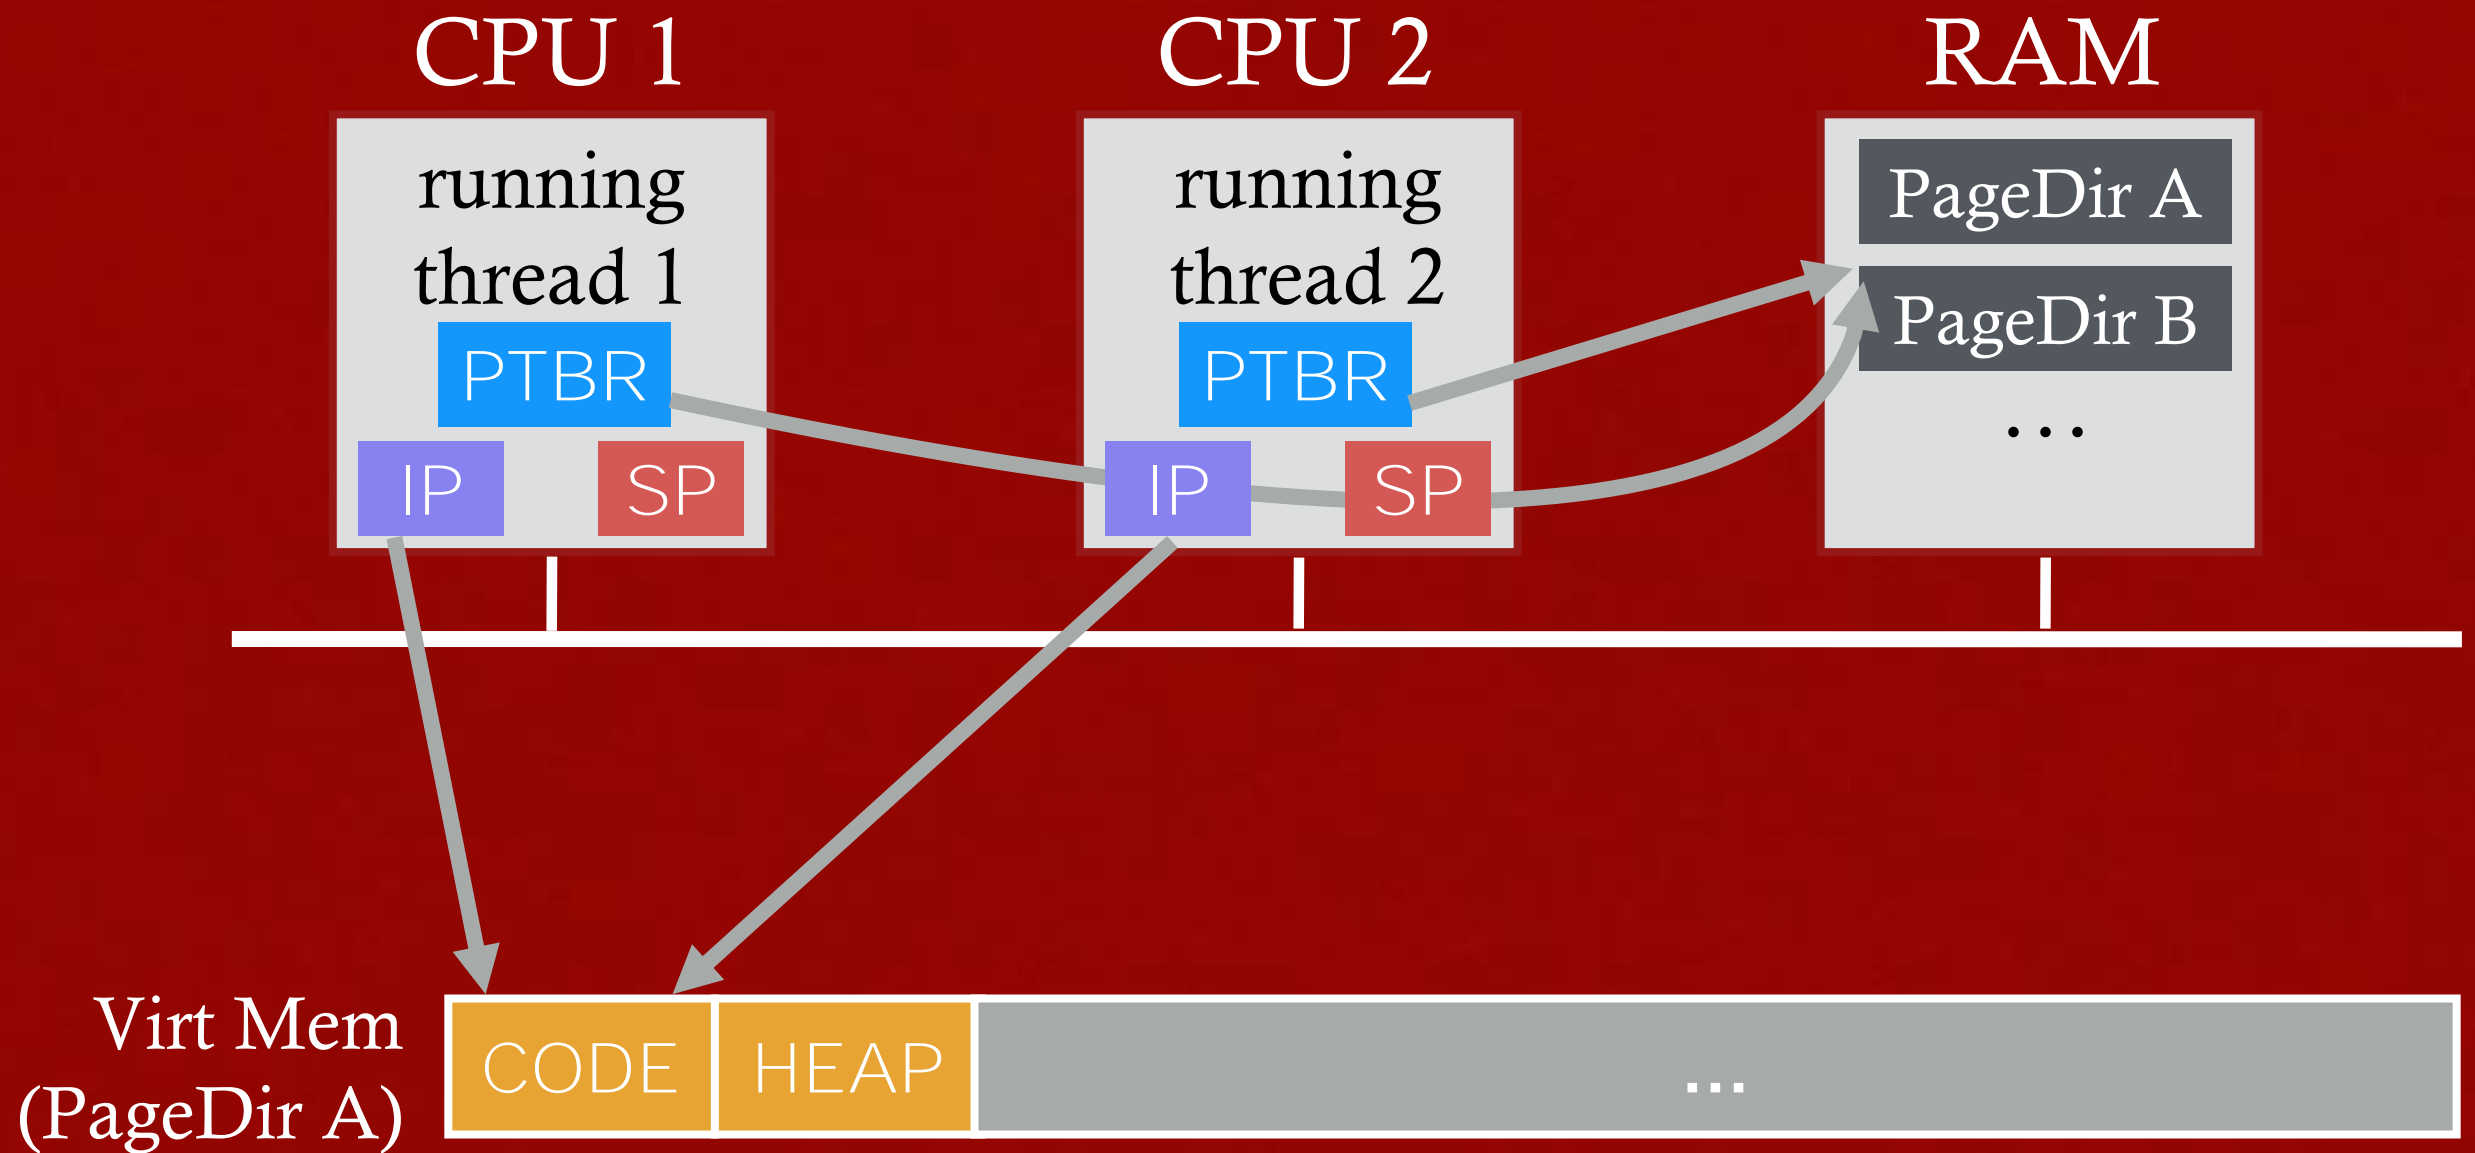 CPU 1
CPU 2
RAM
running
thread 1
PTBR
IP
SP
running
thread 2
PTBR
IP
SP
PageDir A
PageDir B
...
Virt Mem
(PageDir A)
CODE
HEAP
...